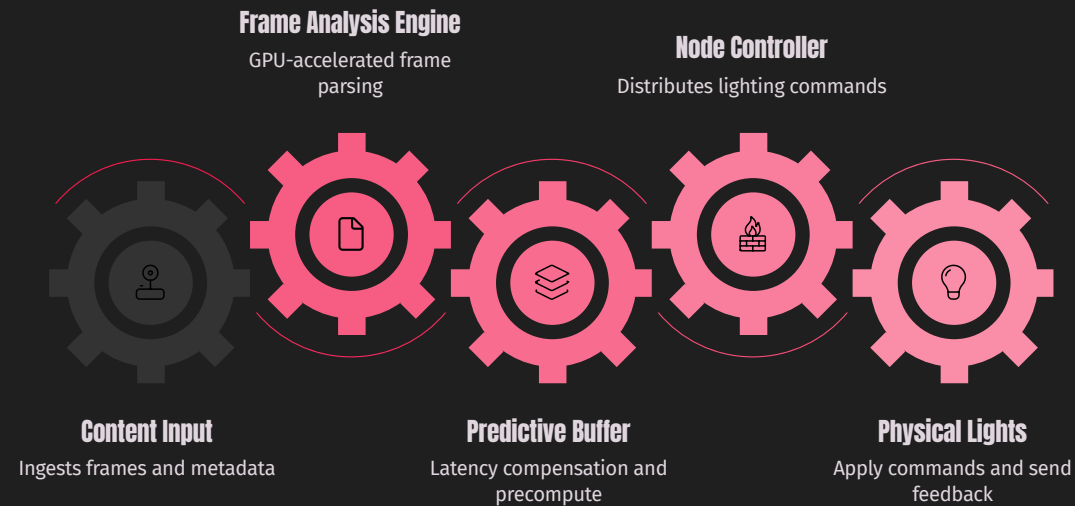 Frame Analysis Engine
GPU-accelerated frame
parsing
Node Controller
Distributes lighting commands
Content Input
Ingests frames and metadata
Predictive Buffer
Latency compensation and
precompute
Physical Lights
Apply commands and send
feedback